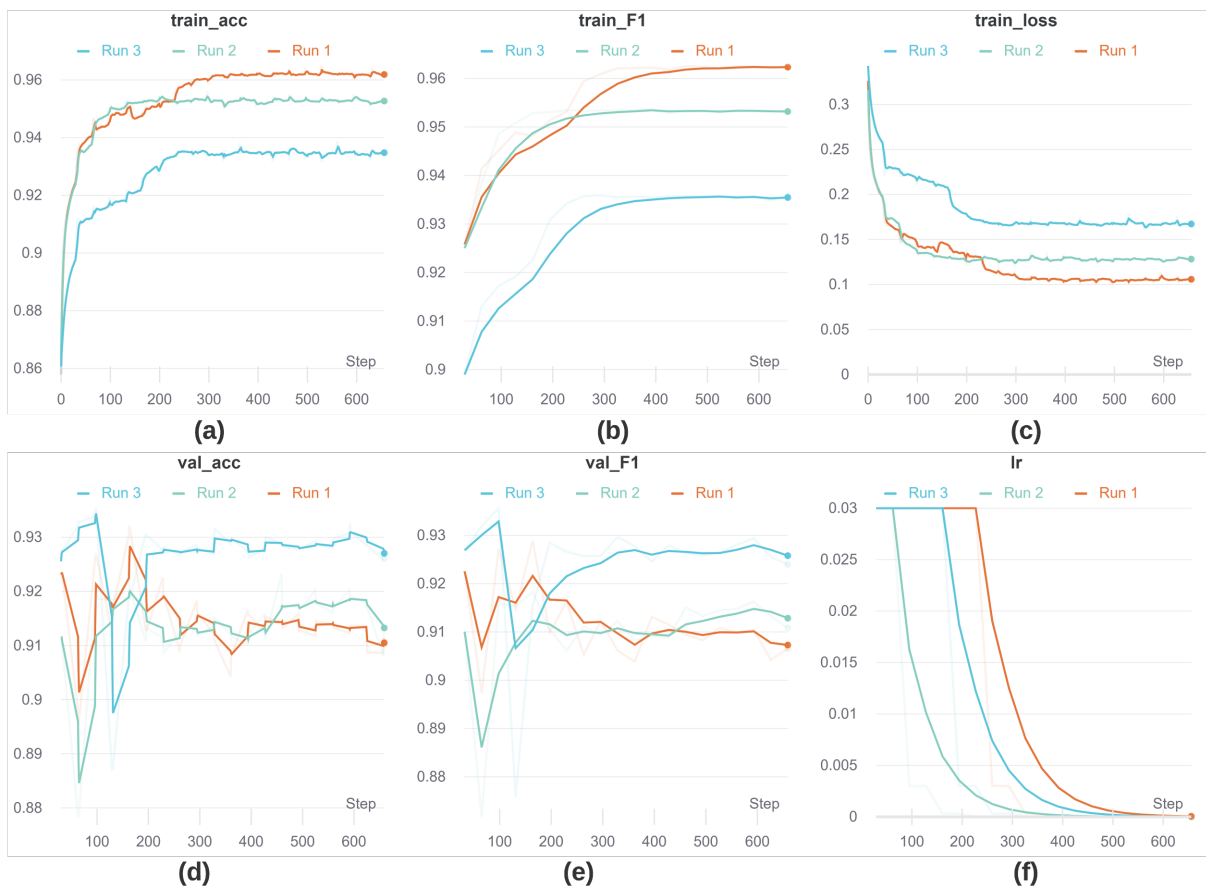 train_acc
Run 3 Run 2 Run 1
0.96
0.94
0.92
0.9
0.88
0.86
Step
0 100 200 300 400 500 600
(a)
train_F1
Run 3 Run 2 Run 1
0.96
0.95
0.94
0.93
0.92
0.91
0.9
Step
100 200 300 400 500 600
(b)
train_loss
Run 3 Run 2 Run 1
0.3
0.25
0.2
0.15
0.1
0.05
0
Step
0 100 200 300 400 500 600
(c)
val_acc
Run 3 Run 2 Run 1
0.93
0.92
0.91
0.9
0.89
0.88
Step
100 200 300 400 500 600
(d)
val_F1
Run 3 Run 2 Run 1
0.93
0.92
0.91
0.9
0.89
0.88
Step
100 200 300 400 500 600
(e)
lr
Run 3 Run 2 Run 1
0.03
0.025
0.02
0.015
0.01
0.005
0
Step
100 200 300 400 500 600
(f)